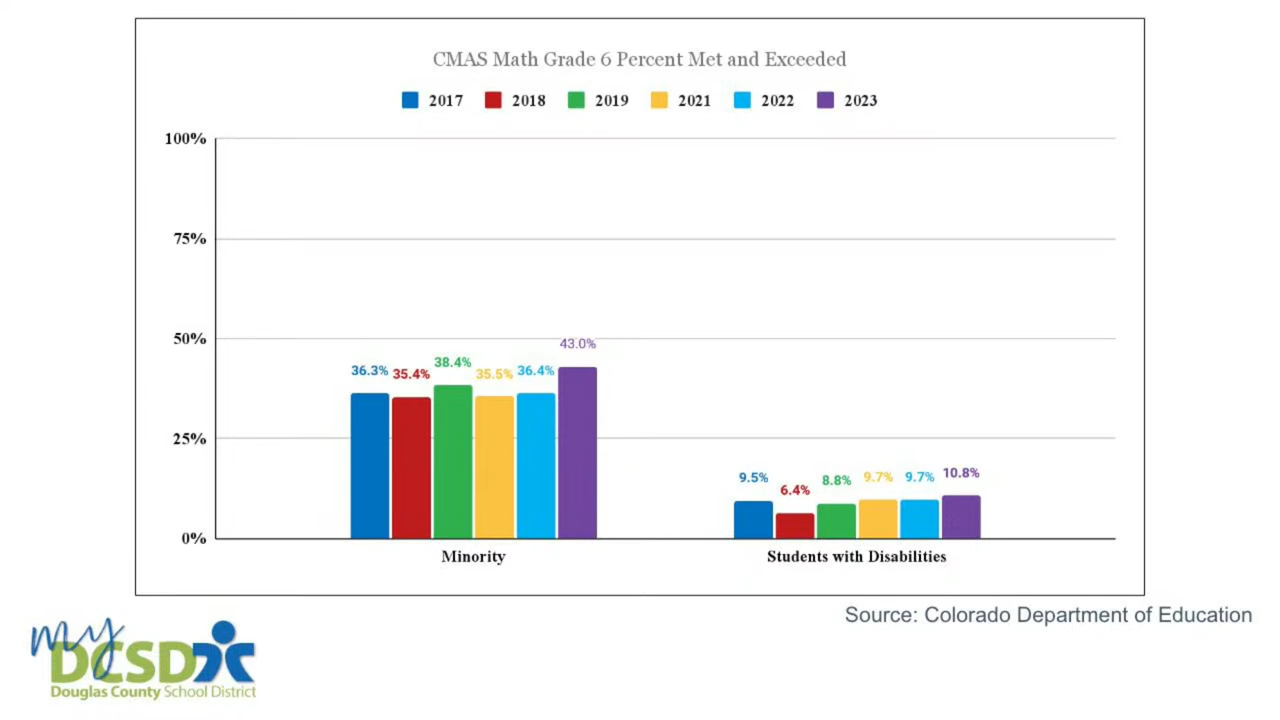 CMAS Math Grade 6 Percent Met and Exceeded
2017 2018 2019 2021 2022 2023
100%
75%
50%
25%
0%
36.3% 35.4% 38.4% 35.5% 36.4% 43.0%
9.5% 6.4% 8.8% 9.7% 9.7% 10.8%
Minority Students with Disabilities
Source: Colorado Department of Education
my
DCSD
Douglas County School District